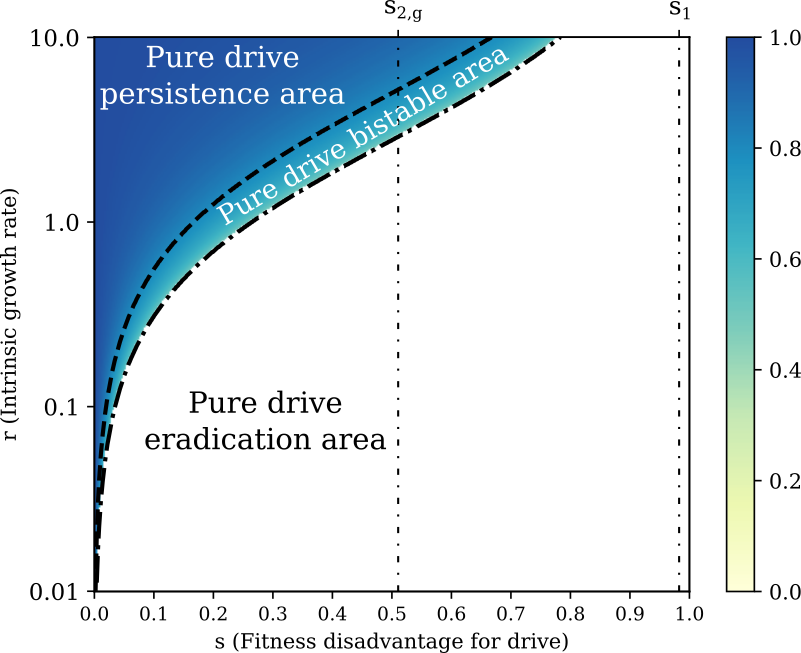 s2,g
s1
10.0
1.0
0.1
0.01
r (Intrinsic growth rate)
Pure drive
persistence area
Pure drive bistable area
Pure drive
eradication area
0.0
0.1
0.2
0.3
0.4
0.5
0.6
0.7
0.8
0.9
1.0
s (Fitness disadvantage for drive)
1.0
0.8
0.6
0.4
0.2
0.0